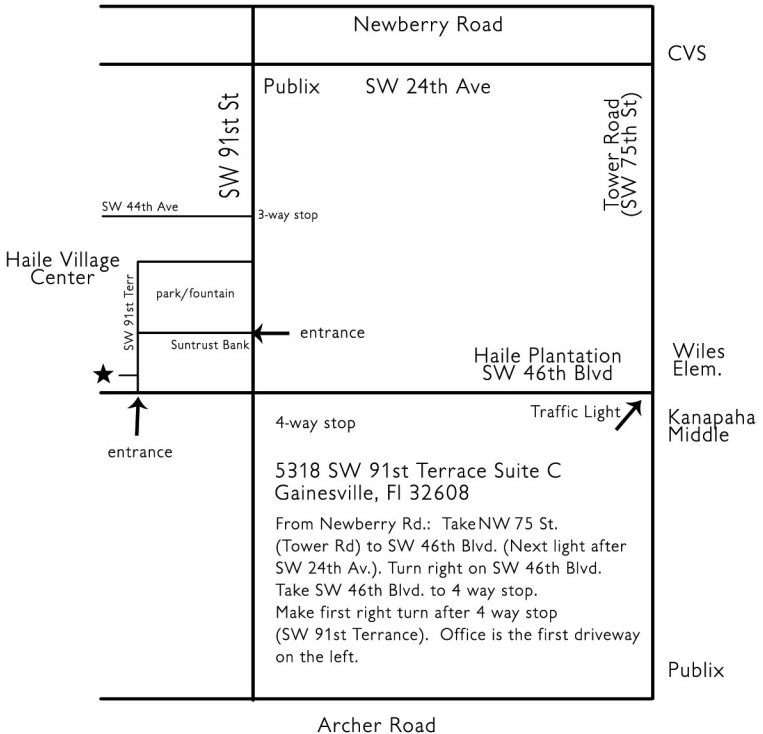 Newberry Road
CVS
Publix
SW 24th Ave
SW 91st St
Tower Road
(SW 75th St)
SW 44th Ave
3-way stop
Haile Village
Center
SW 91st Terr
park/fountain
Suntrust Bank
entrance
Haile Plantation
SW 46th Blvd
Wiles
Elem.
Traffic Light
Kanapaha
Middle
4-way stop
entrance
5318 SW 91st Terrace Suite C
Gainesville, Fl 32608
From Newberry Rd.: Take NW 75 St.
(Tower Rd) to SW 46th Blvd. (Next light after
SW 24th Av.). Turn right on SW 46th Blvd.
Take SW 46th Blvd. to 4 way stop.
Make first right turn after 4 way stop
(SW 91st Terrance). Office is the first driveway
on the left.
Publix
Archer Road